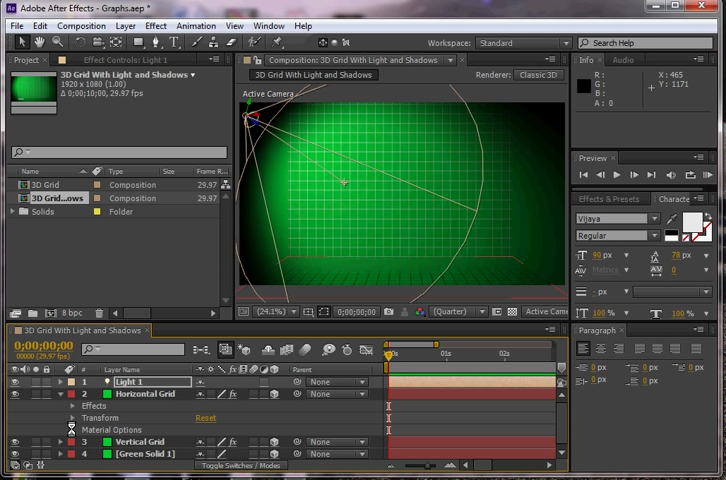 Adobe After Effects - Graphs.aep *
File Edit Composition Layer Effect Animation View Window Help
Workspace: Standard Search Help
Project Effect Controls: Light 1
Composition: 3D Grid With Light and Shadows
Info Audio
3D Grid With Light and Shadows
1920 x 1080 (1.00)
Δ 0;00;10;00, 29.97 fps
3D Grid With Light and Shadows
Renderer: Classic 3D
Active Camera
R :
G :
B :
A : 0
X : 465
Y : 1171
Preview
Name Type Size Frame R...
3D Grid Composition 29.97
3D Grid...ows Composition 29.97
Solids Folder
Effects & Presets Characte
Vijaya
Regular
90 px 78 px
Metrics 0
- px
100 % 100 %
8 bpc
(24.1%) 0;00;00;00 (Quarter) Active Came
3D Grid With Light and Shadows
Paragraph
0;00;00;00
00000 (29.97 fps)
0 px 0 px
0 px 0 px
0 px
# Layer Name Parent
00s 01s 02s
1 Light 1 None
2 Horizontal Grid fx None
Effects
Transform Reset
Material Options
3 Vertical Grid fx None
4 [Green Solid 1] None
Toggle Switches / Modes